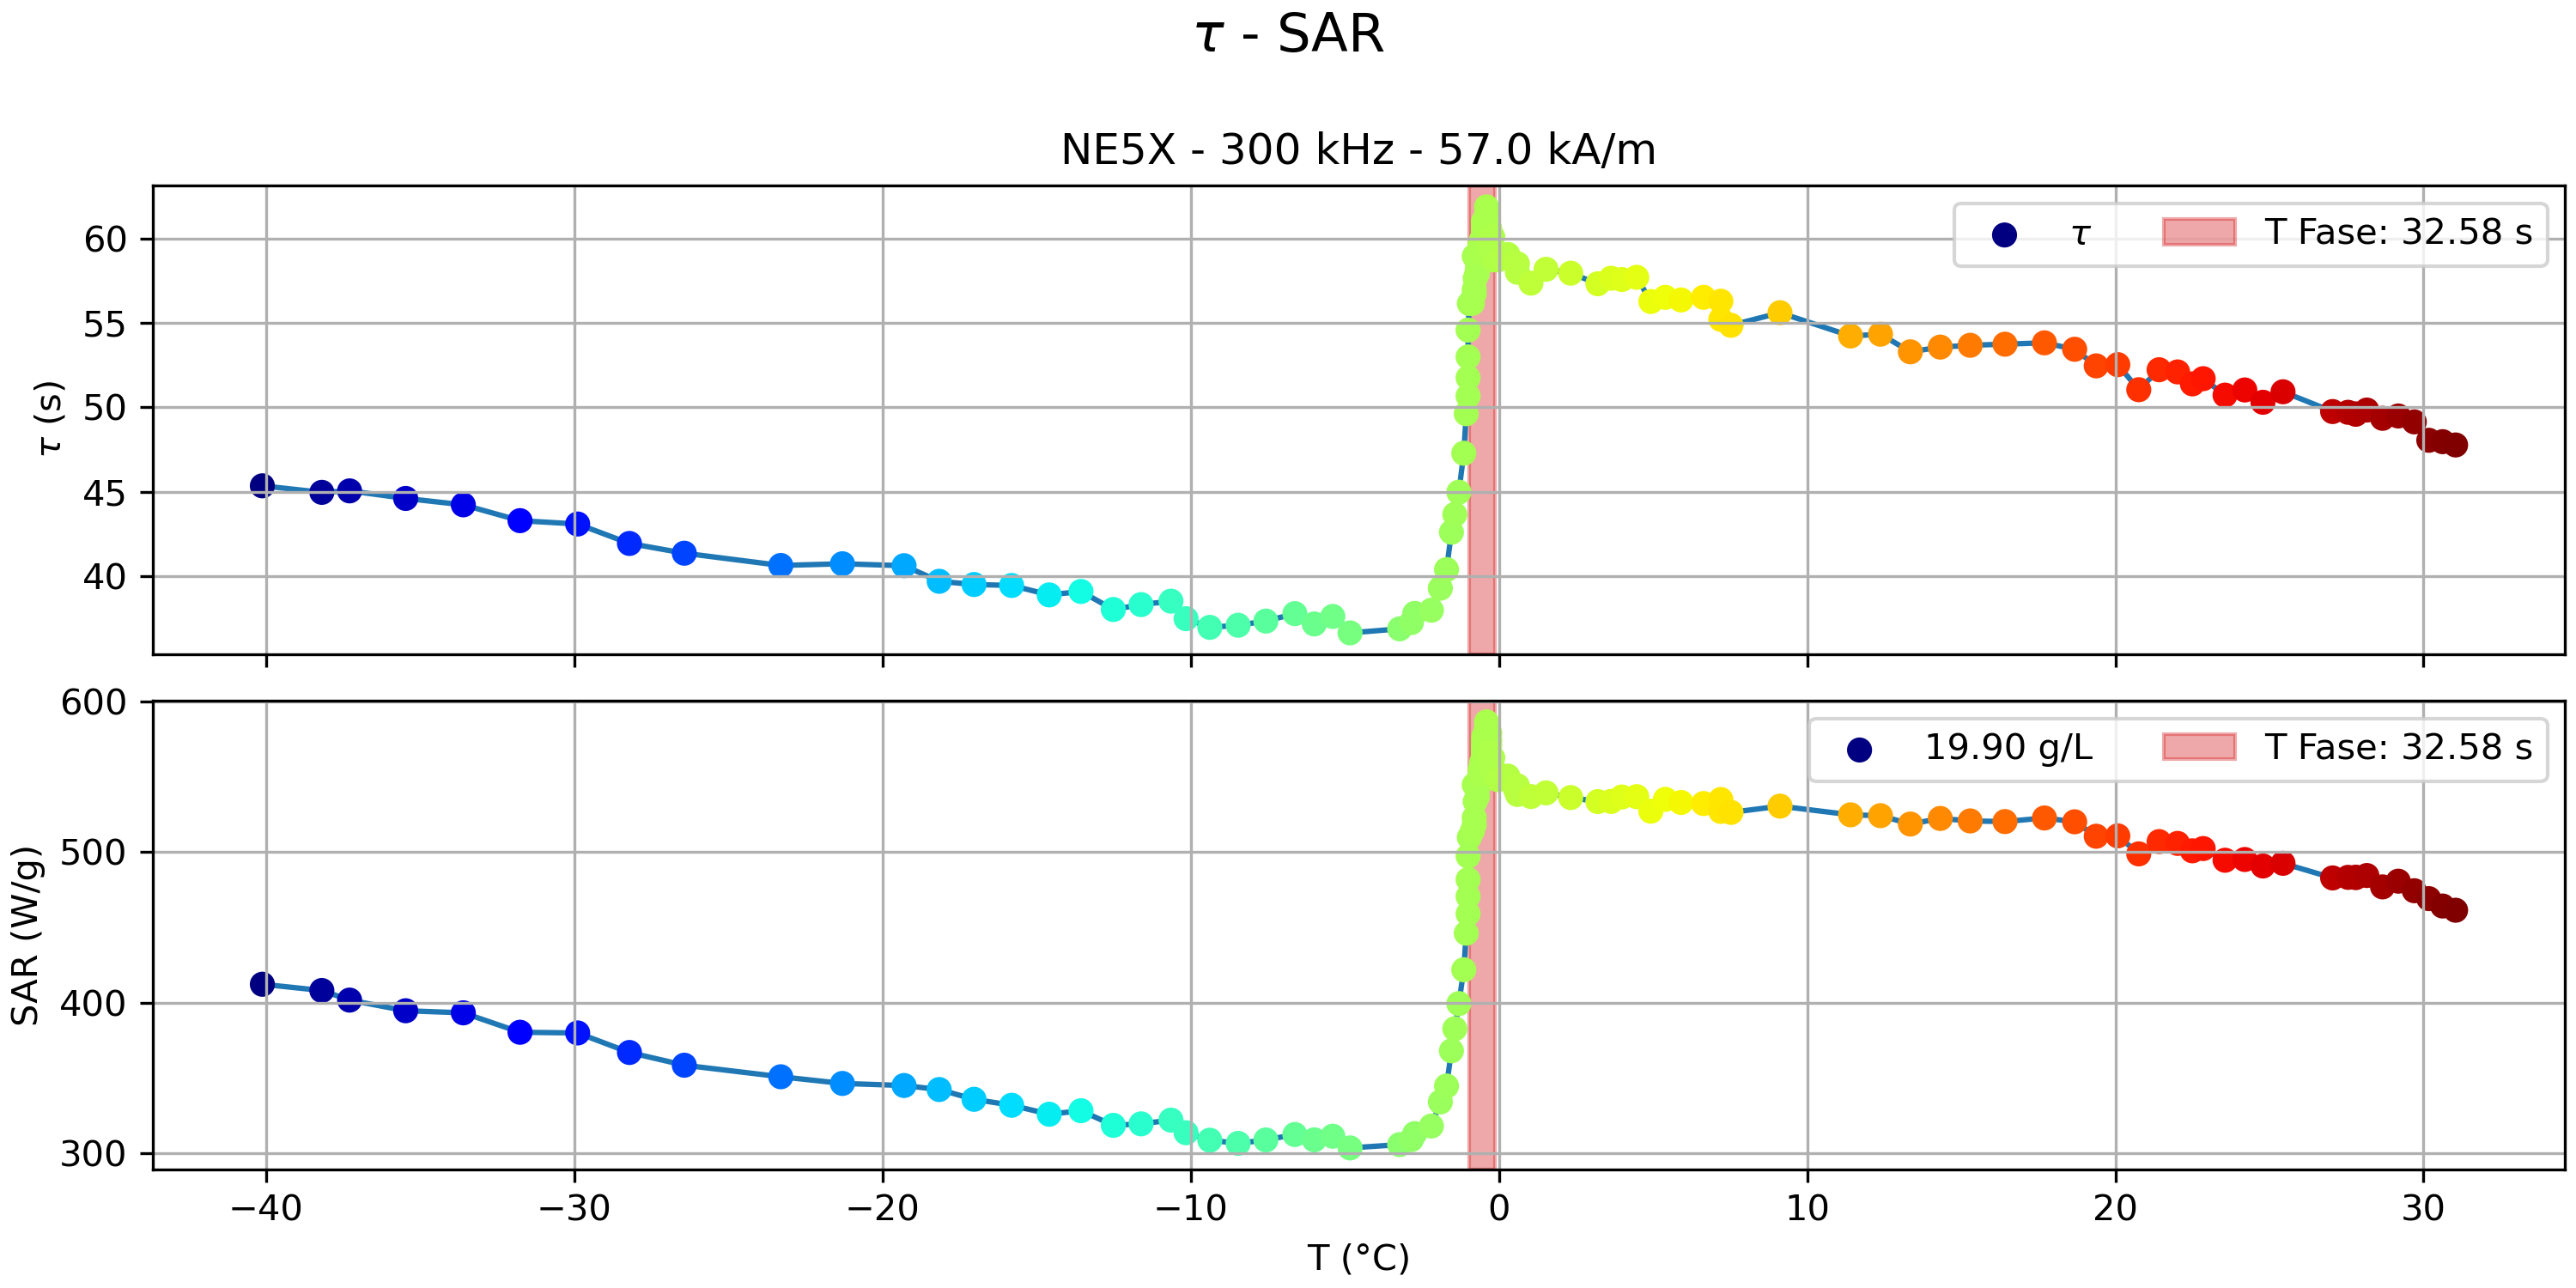 τ - SAR
NE5X - 300 kHz - 57.0 kA/m
τ T Fase: 32.58 s
60
55
50
45
40
τ (s)
19.90 g/L T Fase: 32.58 s
600
500
400
300
SAR (W/g)
−40 −30 −20 −10 0 10 20 30
T (°C)